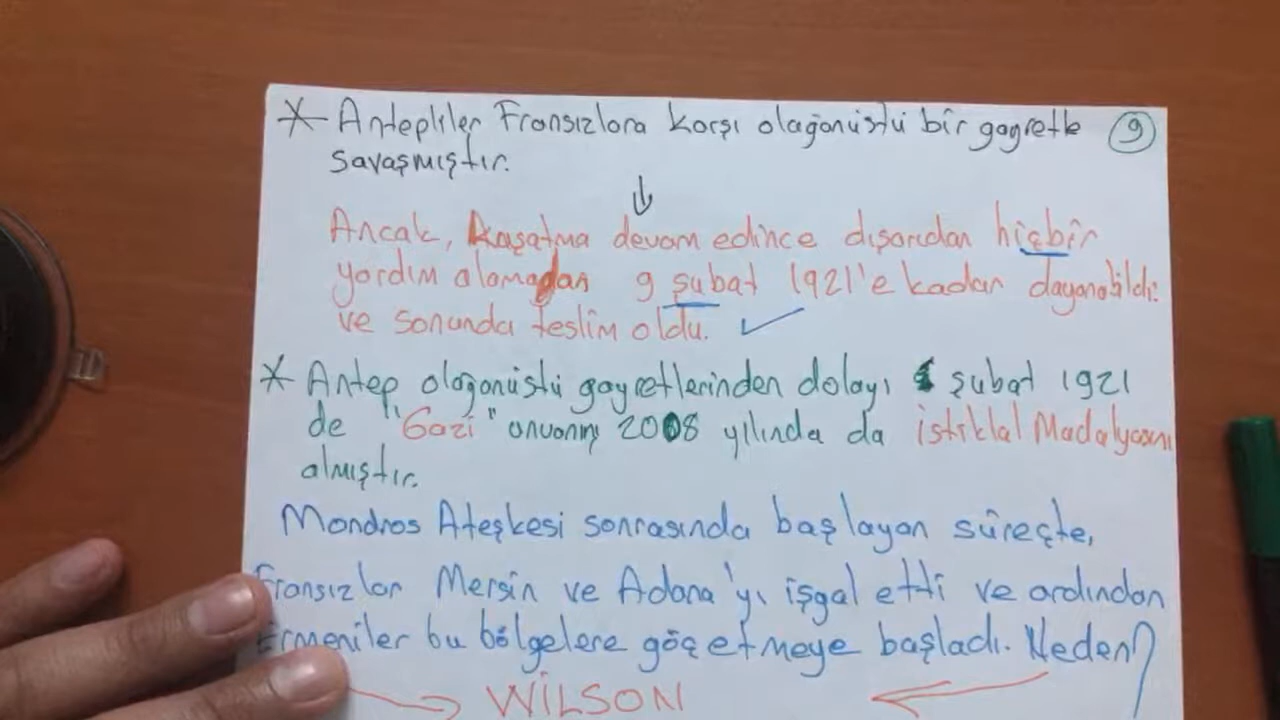 * Antepliler Fransızlara karşı olağanüstü bir gayretle 9
savaşmıştır.
Ancak, kuşatma devam edince dışarıdan hiçbir
yardım alamadan 9 şubat 1921'e kadar dayanabildi
ve sonunda teslim oldu.
* Antep olağanüstü gayretlerinden dolayı şubat 1921
de "Gazi" unvanını 2008 yılında da istiklal Madalyasını
almıştır.
Mondros Ateşkesi sonrasında başlayan süreçte,
Fransızlar Mersin ve Adana'yı işgal etti ve ardından
Ermeniler bu bölgelere göç etmeye başladı. Neden?
WİLSON